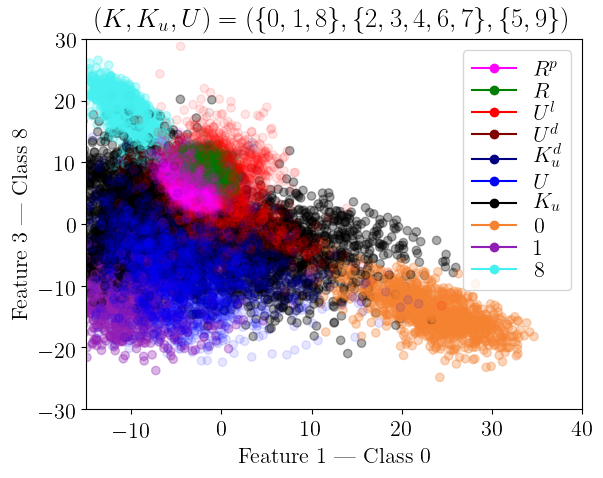 (K, K_u, U) = ({0, 1, 8}, {2, 3, 4, 6, 7}, {5, 9})
30
20
10
0
−10
−20
−30
−10
0
10
20
30
40
Feature 3 — Class 8
Feature 1 — Class 0
R^p
R
U^l
U^d
K_u^d
U
K_u
0
1
8